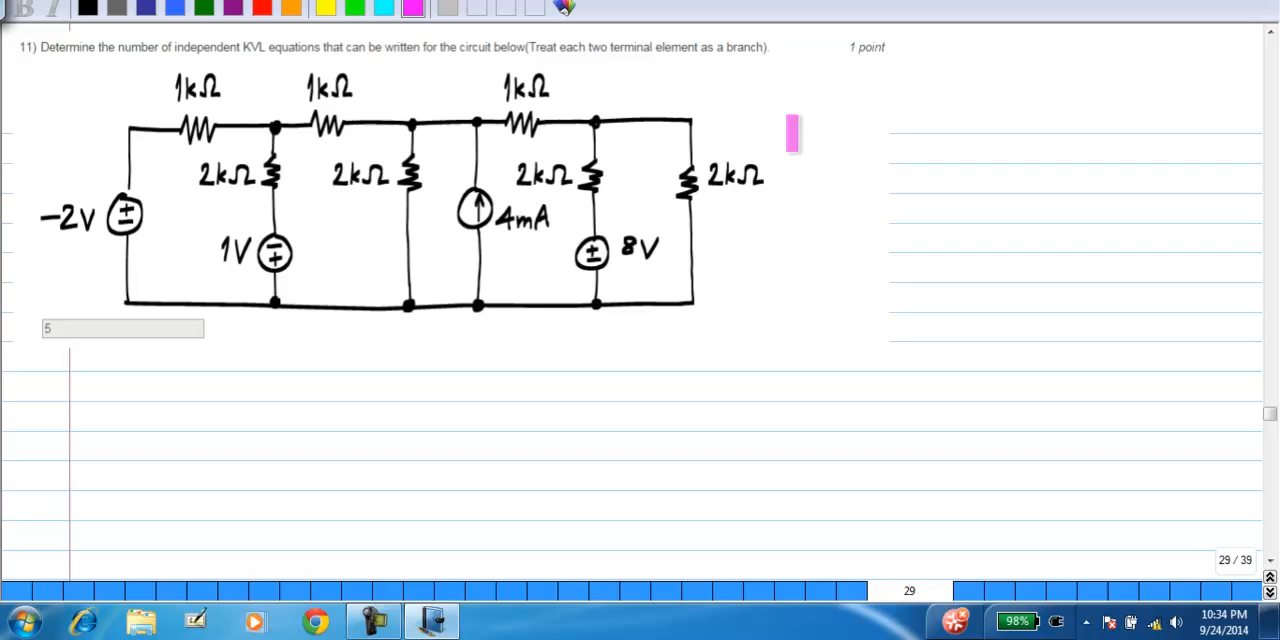 11) Determine the number of independent KVL equations that can be written for the circuit below(Treat each two terminal element as a branch). 1 point
1kΩ 1kΩ 1kΩ
2kΩ 2kΩ 2kΩ 2kΩ
-2V 4mA
1V 8V
5
29 / 39
29
98% 10:34 PM
9/24/2014